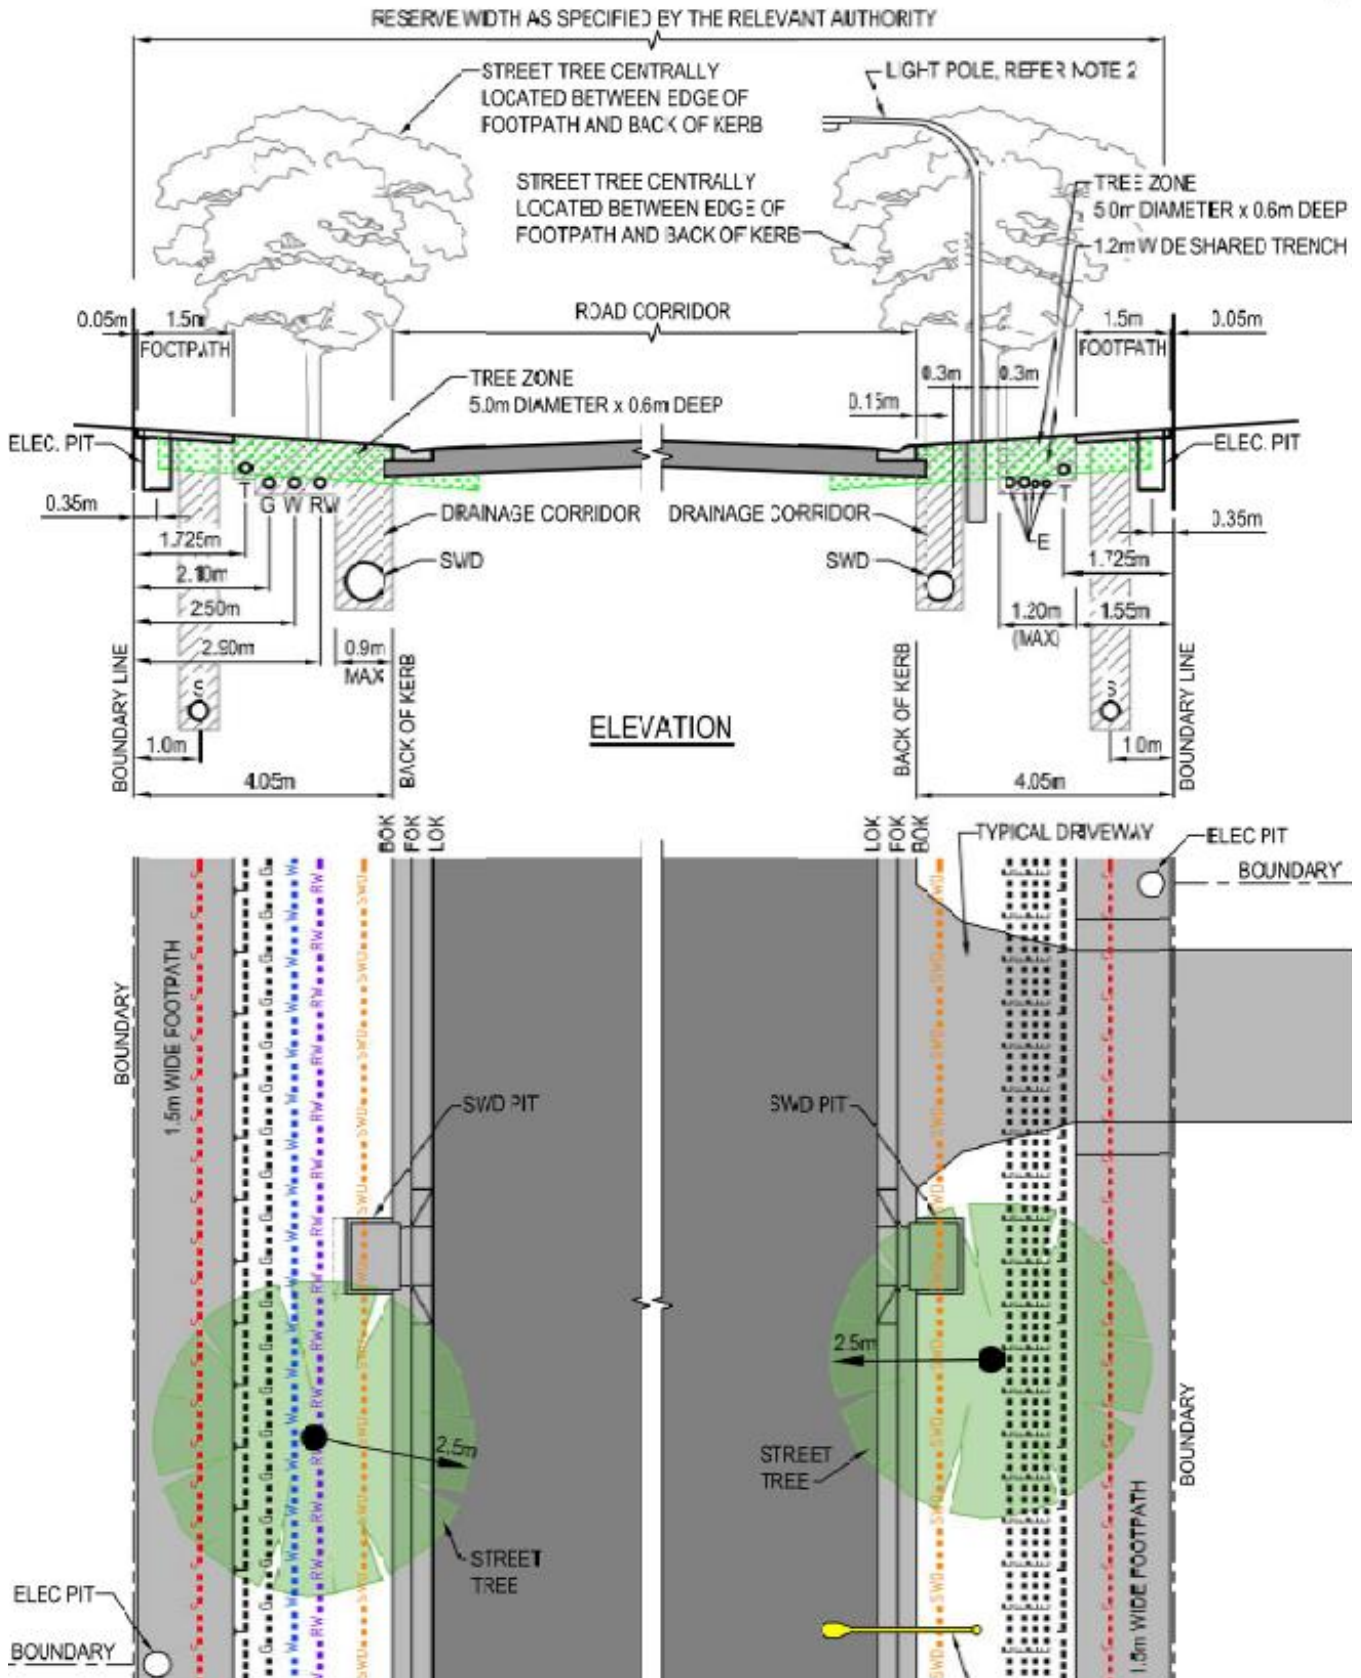 RESERVE WIDTH AS SPECIFIED BY THE RELEVANT AUTHORITY
STREET TREE CENTRALLY
LOCATED BETWEEN EDGE OF
FOOTPATH AND BACK OF KERB
LIGHT POLE, REFER NOTE 2
STREET TREE CENTRALLY
LOCATED BETWEEN EDGE OF
FOOTPATH AND BACK OF KERB
TREE ZONE
5.0m DIAMETER x 0.6m DEEP
1.2m WIDE SHARED TRENCH
0.05m
1.5m
FOOTPATH
ROAD CORRIDOR
1.5m
FOOTPATH
0.05m
TREE ZONE
5.0m DIAMETER x 0.6m DEEP
0.3m
0.3m
0.15m
ELEC. PIT
ELEC. PIT
T
G W RW
T
E
0.35m
DRAINAGE CORRIDOR
DRAINAGE CORRIDOR
0.35m
1.725m
SWD
SWD
1.725m
2.10m
2.50m
1.20m
(MAX)
1.55m
2.90m
0.9m
MAX
S
S
BOUNDARY LINE
BACK OF KERB
ELEVATION
BACK OF KERB
BOUNDARY LINE
1.0m
1.0m
4.05m
4.05m
BOK
FOK
LOK
LOK
FOK
BOK
TYPICAL DRIVEWAY
ELEC PIT
BOUNDARY
BOUNDARY
1.5m WIDE FOOTPATH
SWD PIT
SWD PIT
2.5m
2.5m
STREET
TREE
BOUNDARY
1.5m WIDE FOOTPATH
STREET
TREE
ELEC PIT
BOUNDARY